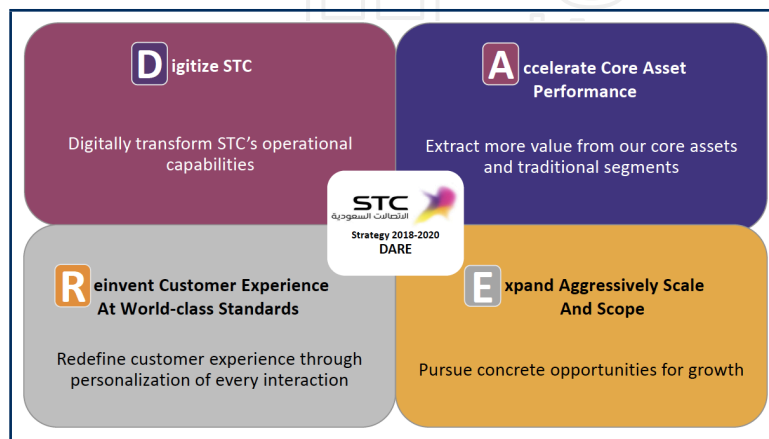 Digitize STC
Digitally transform STC's operational
capabilities
Accelerate Core Asset
Performance
Extract more value from our core assets
and traditional segments
STC
الاتصالات السعودية
Strategy 2018-2020
DARE
Reinvent Customer Experience
At World-class Standards
Redefine customer experience through
personalization of every interaction
Expand Aggressively Scale
And Scope
Pursue concrete opportunities for growth